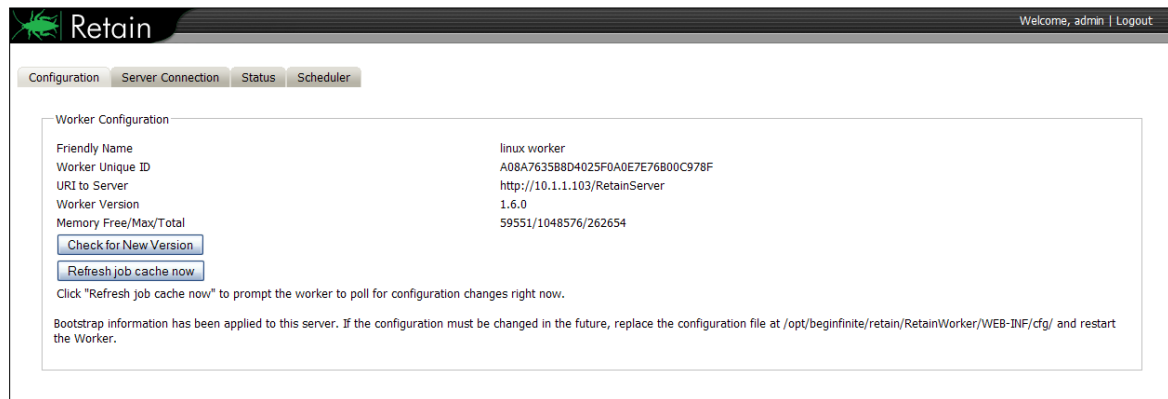 Retain
Welcome, admin | Logout
Configuration Server Connection Status Scheduler
Worker Configuration
Friendly Name linux worker
Worker Unique ID A08A7635B8D4025F0A0E7E76B00C978F
URI to Server http://10.1.1.103/RetainServer
Worker Version 1.6.0
Memory Free/Max/Total 59551/1048576/262654
Check for New Version
Refresh job cache now
Click "Refresh job cache now" to prompt the worker to poll for configuration changes right now.
Bootstrap information has been applied to this server. If the configuration must be changed in the future, replace the configuration file at /opt/beginfinite/retain/RetainWorker/WEB-INF/cfg/ and restart
the Worker.